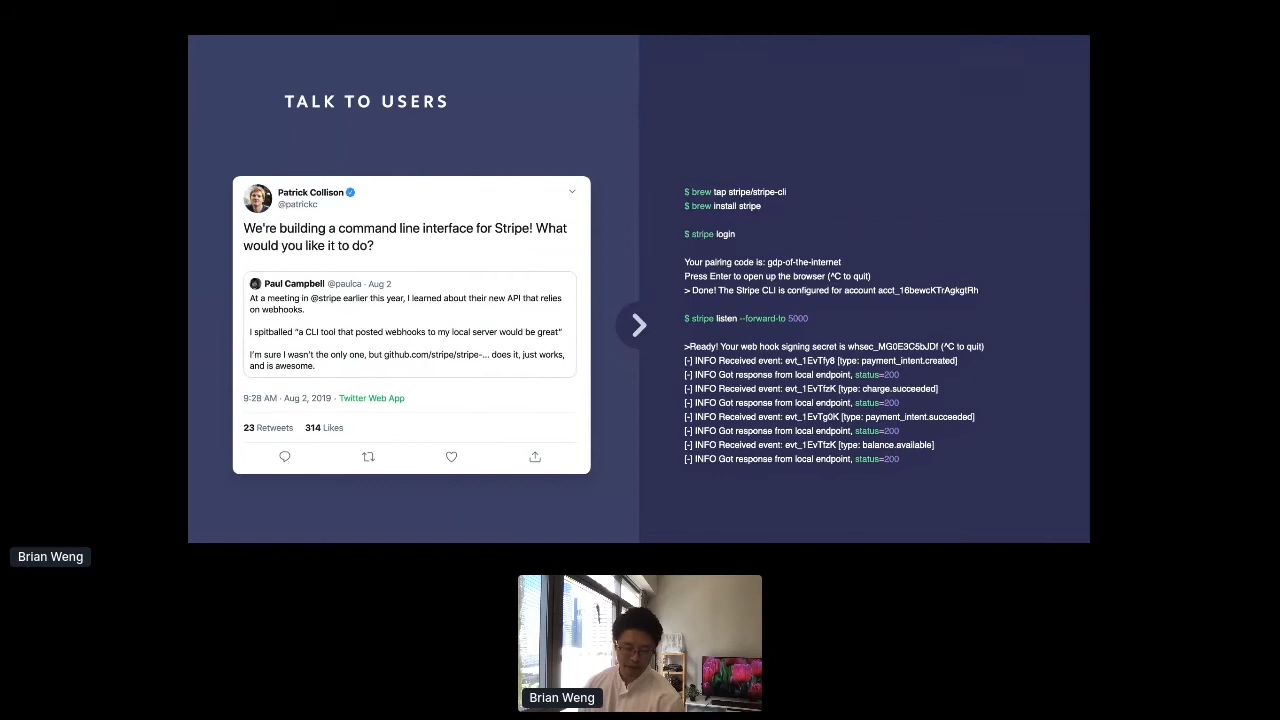 TALK TO USERS
Patrick Collison
@patrickc
We're building a command line interface for Stripe! What
would you like it to do?
Paul Campbell @paulca · Aug 2
At a meeting in @stripe earlier this year, I learned about their new API that relies
on webhooks.
I spitballed “a CLI tool that posted webhooks to my local server would be great”
I'm sure I wasn't the only one, but github.com/stripe/stripe-... does it, just works,
and is awesome.
9:28 AM · Aug 2, 2019 · Twitter Web App
23 Retweets 314 Likes
$ brew tap stripe/stripe-cli
$ brew install stripe
$ stripe login
Your pairing code is: gdp-of-the-internet
Press Enter to open up the browser (^C to quit)
> Done! The Stripe CLI is configured for account acct_16bewcKTrAgkgtRh
$ stripe listen --forward-to 5000
>Ready! Your web hook signing secret is whsec_MG0E3C5bJDf (^C to quit)
[-] INFO Received event: evt_1EvTfy8 [type: payment_intent.created]
[-] INFO Got response from local endpoint, status=200
[-] INFO Received event: evt_1EvTfzK [type: charge.succeeded]
[-] INFO Got response from local endpoint, status=200
[-] INFO Received event: evt_1EvTg0K [type: payment_intent.succeeded]
[-] INFO Got response from local endpoint, status=200
[-] INFO Received event: evt_1EvTfzK [type: balance.available]
[-] INFO Got response from local endpoint, status=200
Brian Weng
Brian Weng